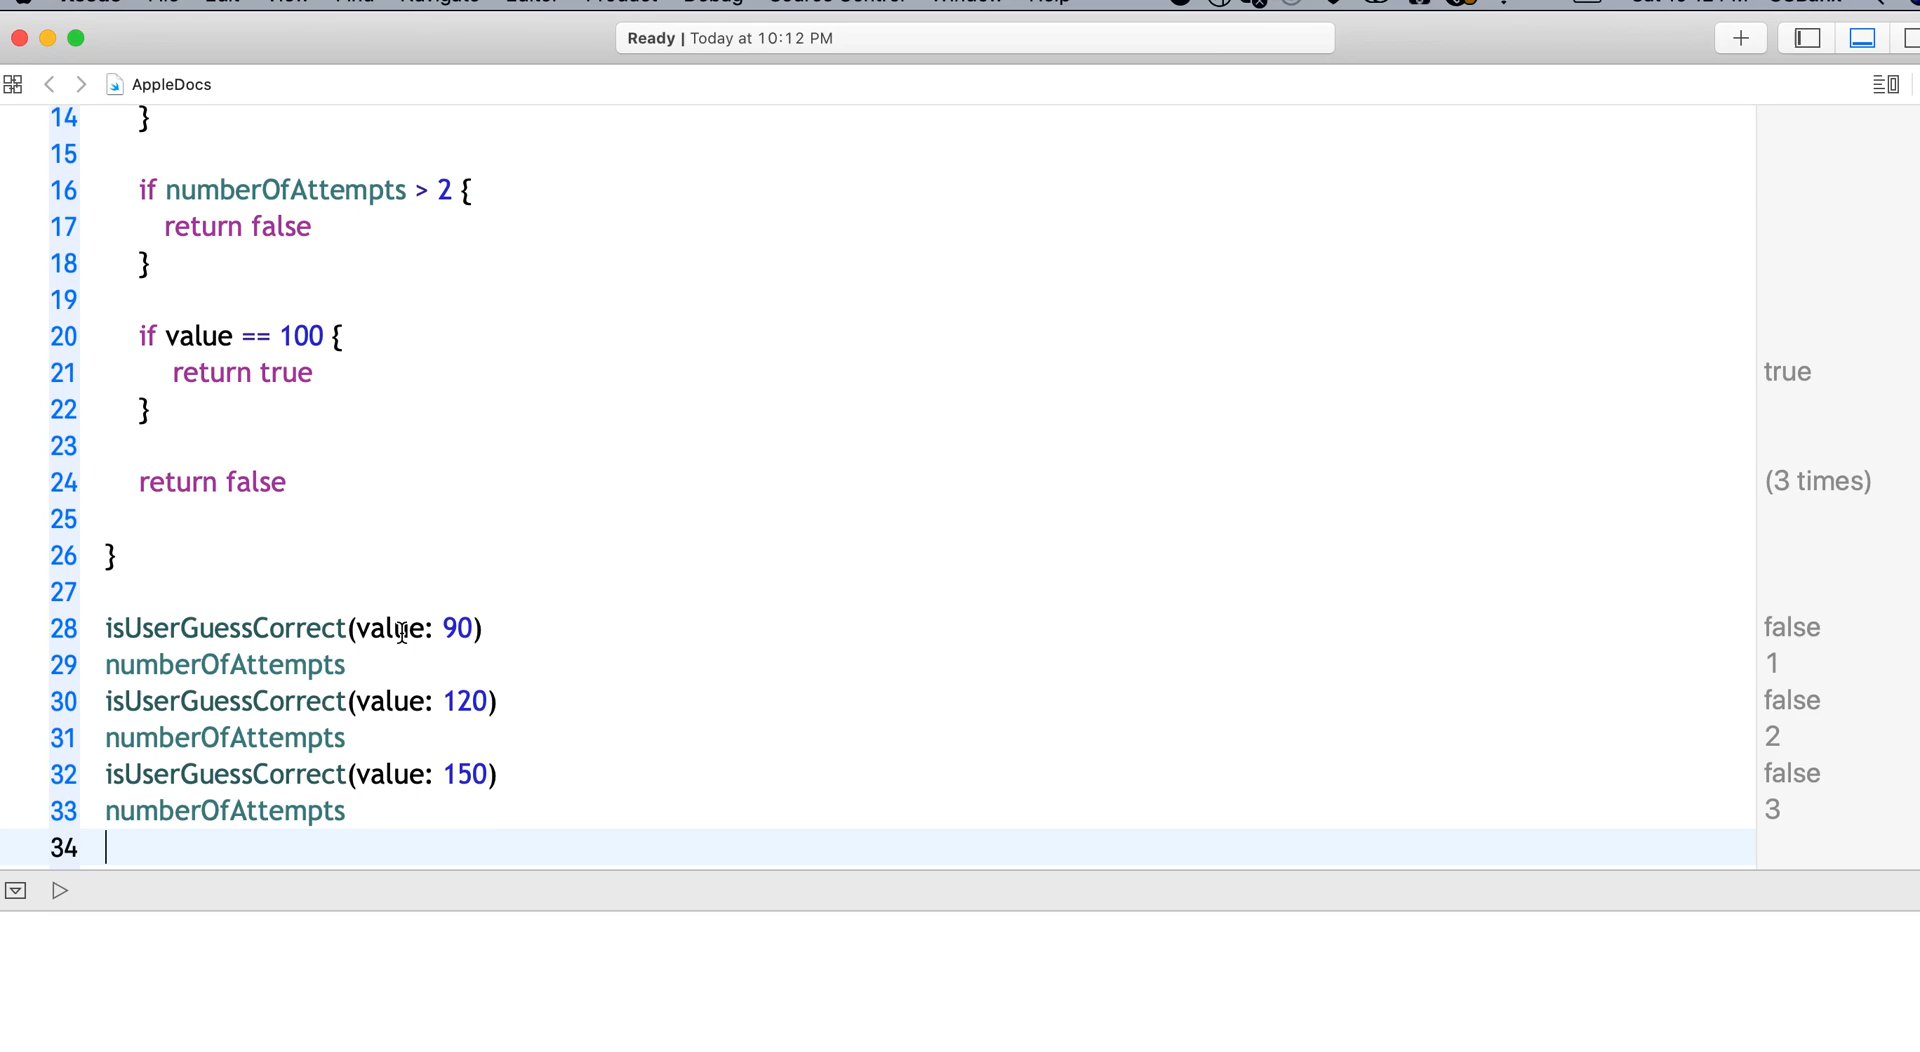 Ready | Today at 10:12 PM
AppleDocs
14 }
15
16 if numberOfAttempts > 2 {
17 return false
18 }
19
20 if value == 100 {
21 return true true
22 }
23
24 return false (3 times)
25
26 }
27
28 isUserGuessCorrect(value: 90) false
29 numberOfAttempts 1
30 isUserGuessCorrect(value: 120) false
31 numberOfAttempts 2
32 isUserGuessCorrect(value: 150) false
33 numberOfAttempts 3
34